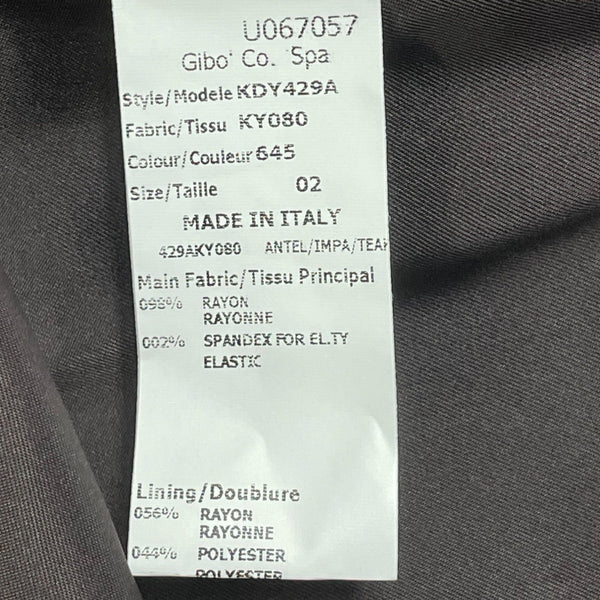 U067057
Gibo' Co. Spa
Style/Modele KDY429A
Fabric/Tissu KY080
Colour/Couleur 645
Size/Taille 02
MADE IN ITALY
429AKY080 ANTEL/IMPA/TEA
Main Fabric/Tissu Principal
098% RAYON
RAYONNE
002% SPANDEX FOR EL.TY
ELASTIC
Lining/Doublure
056% RAYON
RAYONNE
044% POLYESTER
POLYESTER